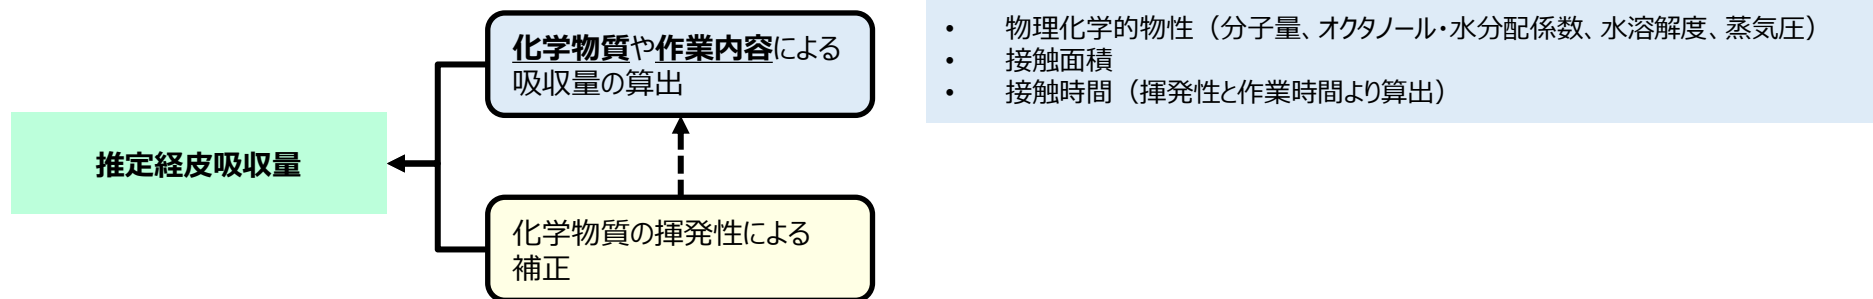 化学物質や作業内容による
吸収量の算出
• 物理化学的物性（分子量、オクタノール・水分配係数、水溶解度、蒸気圧）
• 接触面積
• 接触時間（揮発性と作業時間より算出）
推定経皮吸収量
化学物質の揮発性による
補正